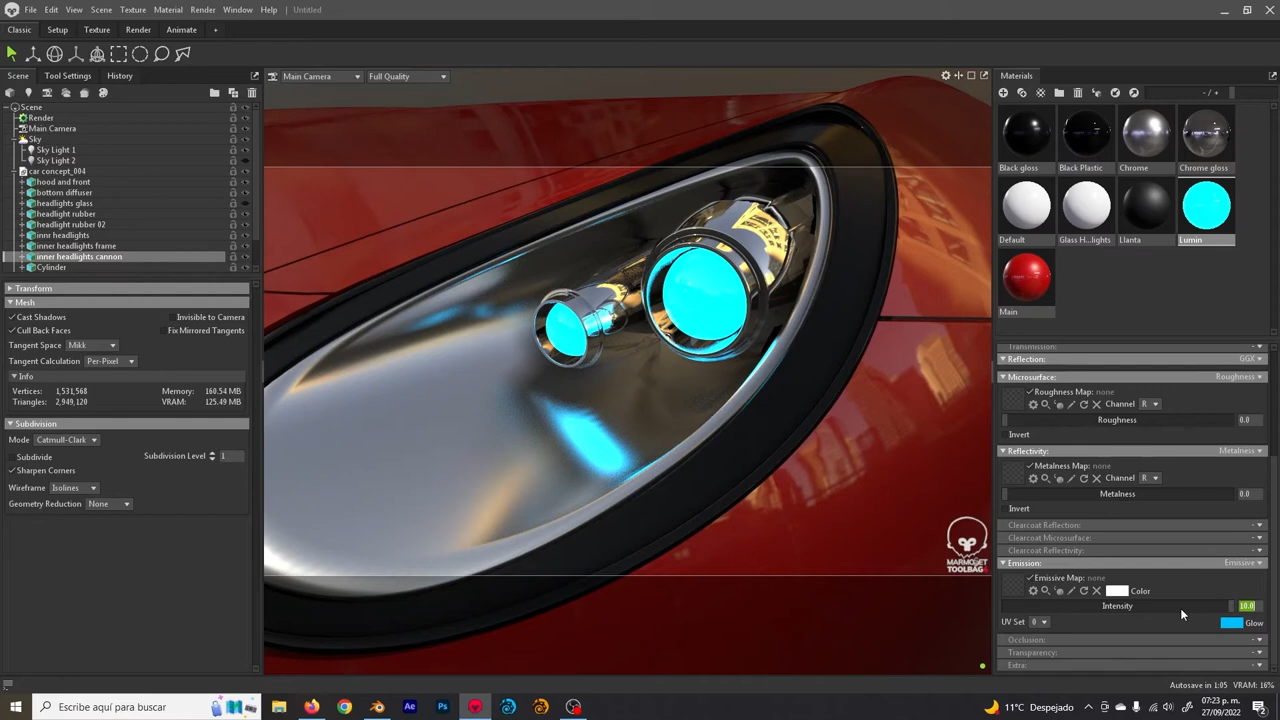 File Edit View Scene Texture Material Render Window Help Untitled
Classic Setup Texture Render Animate +
Scene Tool Settings History
Main Camera Full Quality
Materials
- / +
Scene
Render
Main Camera
Sky
Sky Light 1
Sky Light 2
car concept_004
hood and front
bottom diffuser
headlights glass
headlight rubber
headlight rubber 02
innr headlights
inner headlights frame
inner headlights cannon
Cylinder
Transform
Mesh
Cast Shadows Invisible to Camera
Cull Back Faces Fix Mirrored Tangents
Tangent Space Mikk
Tangent Calculation Per-Pixel
Info
Vertices: 1,531,568 Memory: 160.54 MB
Triangles: 2,949,120 VRAM: 125.49 MB
Subdivision
Mode Catmull-Clark
Subdivide Subdivision Level 1
Sharpen Corners
Wireframe Isolines
Geometry Reduction None
MARMOSET
TOOLBAG 4
Black gloss Black Plastic Chrome Chrome gloss
Default Glass H...lights Llanta Lumin
Main
Transmission:
Reflection: GGX
Microsurface: Roughness
Roughness Map: none
Channel R
Roughness 0.0
Invert
Reflectivity: Metalness
Metalness Map: none
Channel R
Metalness 0.0
Invert
Clearcoat Reflection:
Clearcoat Microsurface:
Clearcoat Reflectivity:
Emission: Emissive
Emissive Map: none
Color
Intensity 10.0
UV Set 0 Glow
Occlusion:
Transparency:
Extra:
Autosave in 1:05 VRAM: 16%
Escribe aquí para buscar
Ae Ps
11°C Despejado
07:23 p. m.
27/09/2022